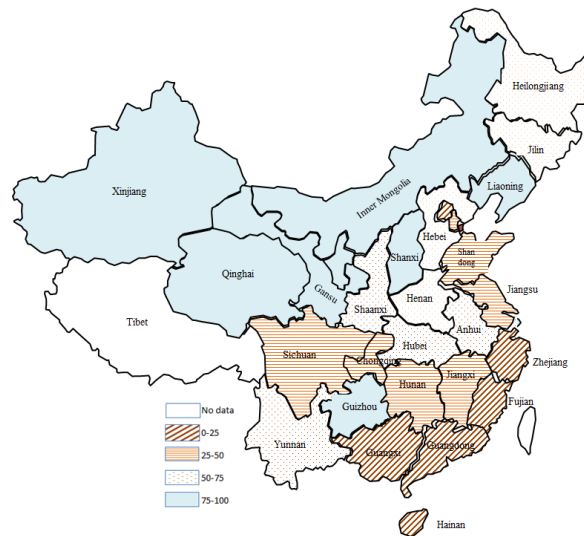 Heilongjiang
Jilin
Liaoning
Xinjiang
Inner Mongolia
Hebei
Shanxi
Shan
dong
Qinghai
Gansu
Jiangsu
Henan
Shaanxi
Tibet
Anhui
Hubei
Sichuan
Chongqing
Zhejiang
Jiangxi
Hunan
Fujian
Guizhou
Yunnan
Guangxi
Guangdong
Hainan
No data
0-25
25-50
50-75
75-100